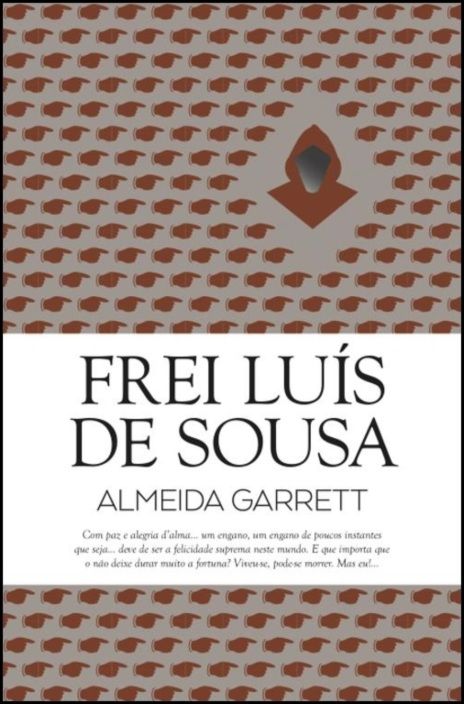 FREI LUÍS
DE SOUSA
ALMEIDA GARRETT
Com paz e alegria d'alma... um engano, um engano de poucos instantes
que seja... deve de ser a felicidade suprema neste mundo. E que importa que
o não deixe durar muito a fortuna? Viveu-se, pode-se morrer. Mas eu!...